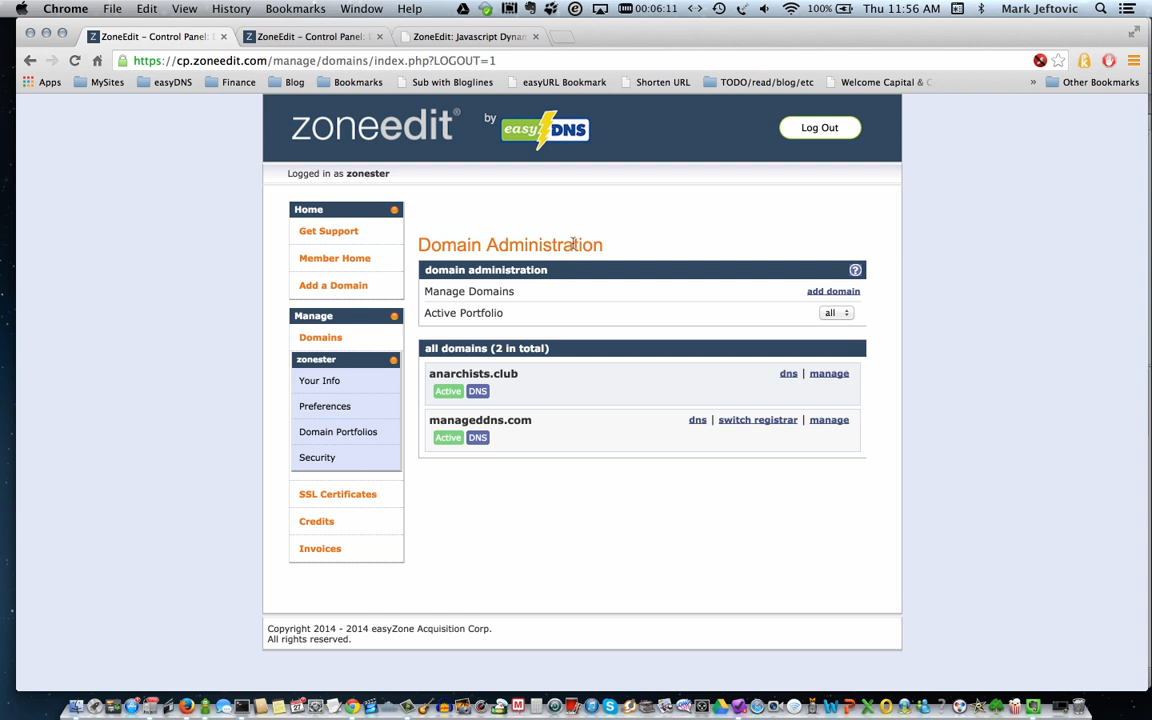 Chrome File Edit View History Bookmarks Window Help 00:06:11 100% Thu 11:56 AM Mark Jeftovic
ZoneEdit – Control Panel: ZoneEdit – Control Panel: ZoneEdit: Javascript Dynam
https://cp.zoneedit.com/manage/domains/index.php?LOGOUT=1
Apps MySites easyDNS Finance Blog Bookmarks Sub with Bloglines easyURL Bookmark Shorten URL TODO/read/blog/etc Welcome Capital & » Other Bookmarks
zoneedit® by easyDNS
Log Out
Logged in as zonester
Home
Get Support
Member Home
Add a Domain
Manage
Domains
zonester
Your Info
Preferences
Domain Portfolios
Security
SSL Certificates
Credits
Invoices
Domain Administration
domain administration ?
Manage Domains add domain
Active Portfolio all
all domains (2 in total)
anarchists.club dns | manage
Active DNS
manageddns.com dns | switch registrar | manage
Active DNS
Copyright 2014 - 2014 easyZone Acquisition Corp.
All rights reserved.